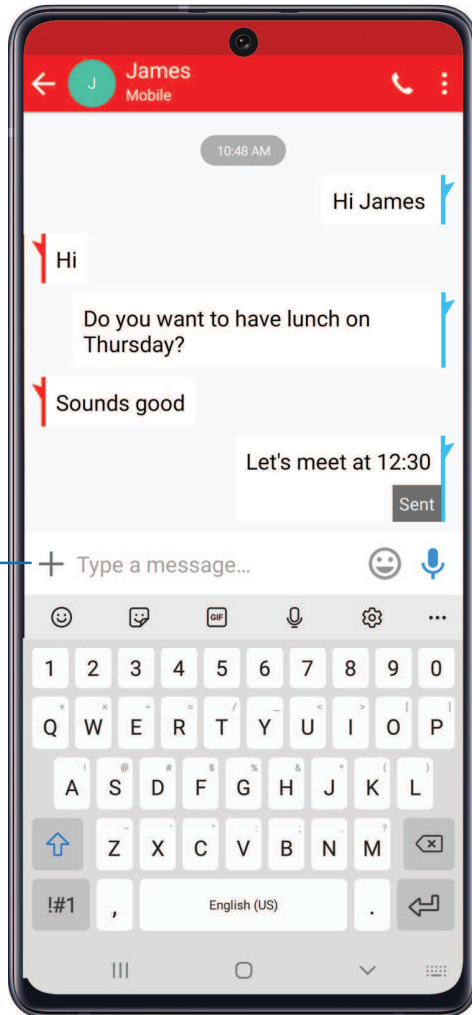 James
J
Mobile
10:48 AM
Hi James
Hi
Do you want to have lunch on
Thursday?
Sounds good
Let's meet at 12:30
Sent
Type a message...
GIF
1 2 3 4 5 6 7 8 9 0
Q W E R T Y U I O P
A S D F G H J K L
Z X C V B N M
!#1 , English (US) .